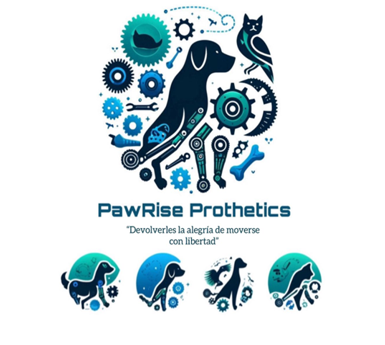 PawRise Prothetics
“Devolverles la alegría de moverse
con libertad”